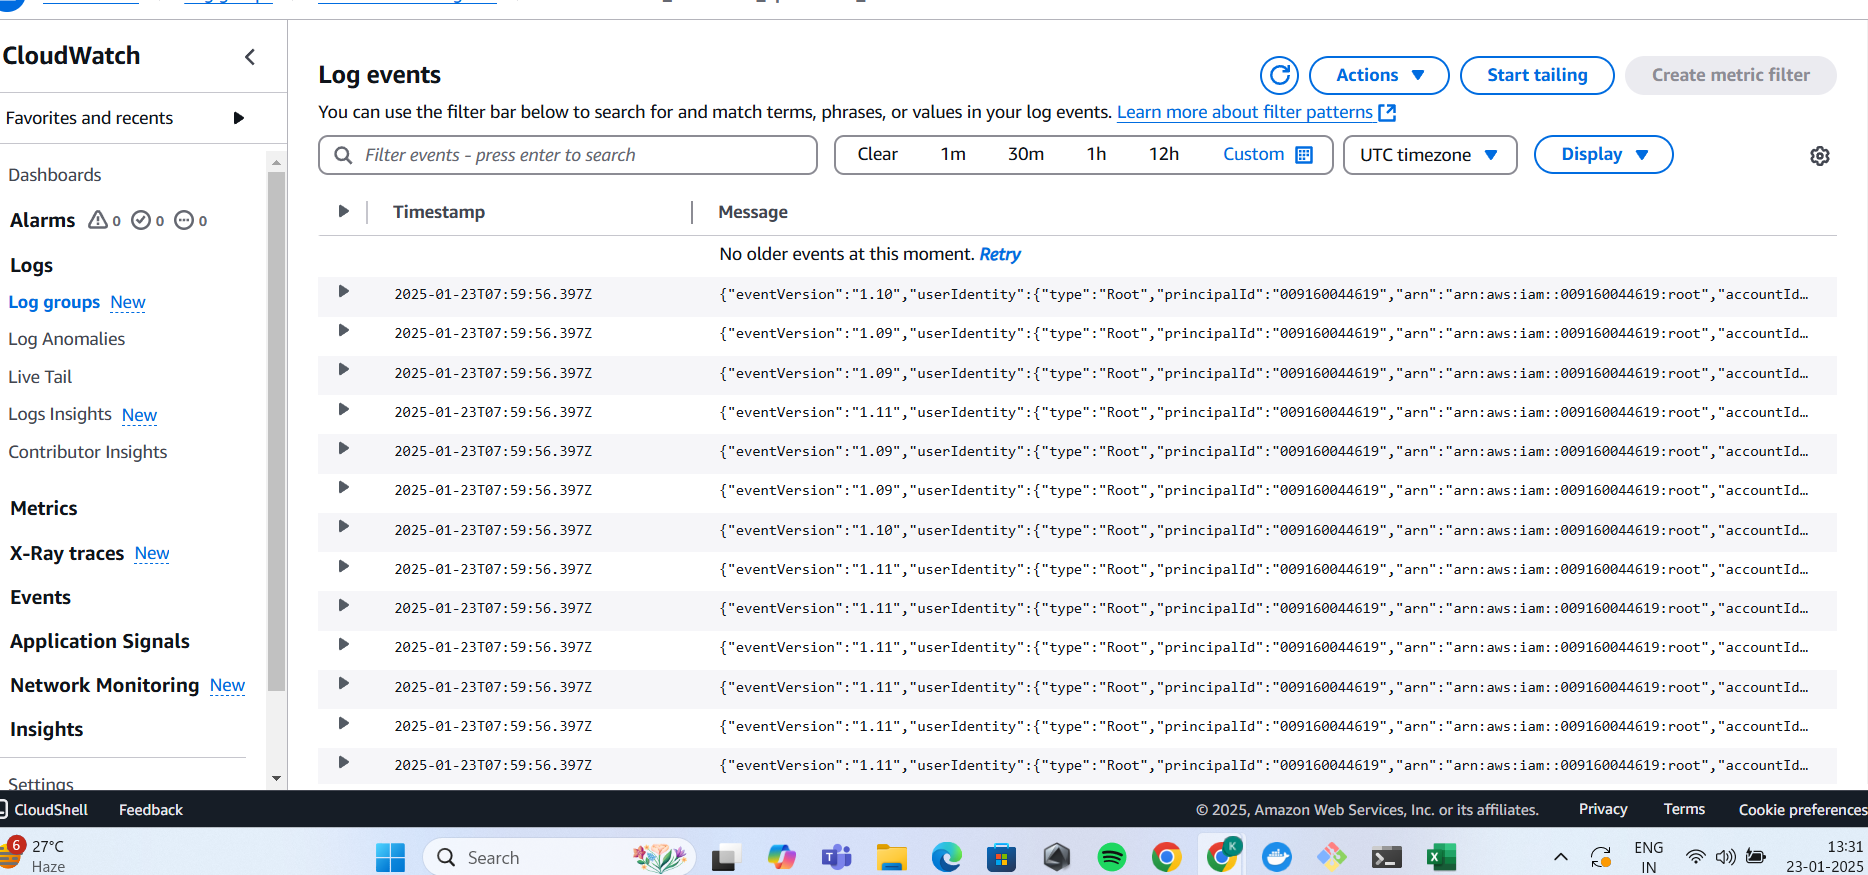 CloudWatch
Favorites and recents
Dashboards
Alarms 0 0 0
Logs
Log groups New
Log Anomalies
Live Tail
Logs Insights New
Contributor Insights
Metrics
X-Ray traces New
Events
Application Signals
Network Monitoring New
Insights
Settings
Log events
Actions
Start tailing
Create metric filter
You can use the filter bar below to search for and match terms, phrases, or values in your log events. Learn more about filter patterns
Filter events - press enter to search
Clear 1m 30m 1h 12h Custom
UTC timezone
Display
Timestamp Message
No older events at this moment. Retry
2025-01-23T07:59:56.397Z {"eventVersion":"1.10","userIdentity":{"type":"Root","principalId":"009160044619","arn":"arn:aws:iam::009160044619:root","accountId…
2025-01-23T07:59:56.397Z {"eventVersion":"1.09","userIdentity":{"type":"Root","principalId":"009160044619","arn":"arn:aws:iam::009160044619:root","accountId…
2025-01-23T07:59:56.397Z {"eventVersion":"1.09","userIdentity":{"type":"Root","principalId":"009160044619","arn":"arn:aws:iam::009160044619:root","accountId…
2025-01-23T07:59:56.397Z {"eventVersion":"1.11","userIdentity":{"type":"Root","principalId":"009160044619","arn":"arn:aws:iam::009160044619:root","accountId…
2025-01-23T07:59:56.397Z {"eventVersion":"1.09","userIdentity":{"type":"Root","principalId":"009160044619","arn":"arn:aws:iam::009160044619:root","accountId…
2025-01-23T07:59:56.397Z {"eventVersion":"1.09","userIdentity":{"type":"Root","principalId":"009160044619","arn":"arn:aws:iam::009160044619:root","accountId…
2025-01-23T07:59:56.397Z {"eventVersion":"1.10","userIdentity":{"type":"Root","principalId":"009160044619","arn":"arn:aws:iam::009160044619:root","accountId…
2025-01-23T07:59:56.397Z {"eventVersion":"1.11","userIdentity":{"type":"Root","principalId":"009160044619","arn":"arn:aws:iam::009160044619:root","accountId…
2025-01-23T07:59:56.397Z {"eventVersion":"1.11","userIdentity":{"type":"Root","principalId":"009160044619","arn":"arn:aws:iam::009160044619:root","accountId…
2025-01-23T07:59:56.397Z {"eventVersion":"1.11","userIdentity":{"type":"Root","principalId":"009160044619","arn":"arn:aws:iam::009160044619:root","accountId…
2025-01-23T07:59:56.397Z {"eventVersion":"1.11","userIdentity":{"type":"Root","principalId":"009160044619","arn":"arn:aws:iam::009160044619:root","accountId…
2025-01-23T07:59:56.397Z {"eventVersion":"1.11","userIdentity":{"type":"Root","principalId":"009160044619","arn":"arn:aws:iam::009160044619:root","accountId…
2025-01-23T07:59:56.397Z {"eventVersion":"1.11","userIdentity":{"type":"Root","principalId":"009160044619","arn":"arn:aws:iam::009160044619:root","accountId…
CloudShell Feedback © 2025, Amazon Web Services, Inc. or its affiliates. Privacy Terms Cookie preferences
6
27°C
Haze
Search
K
ENG
IN
13:31
23-01-2025